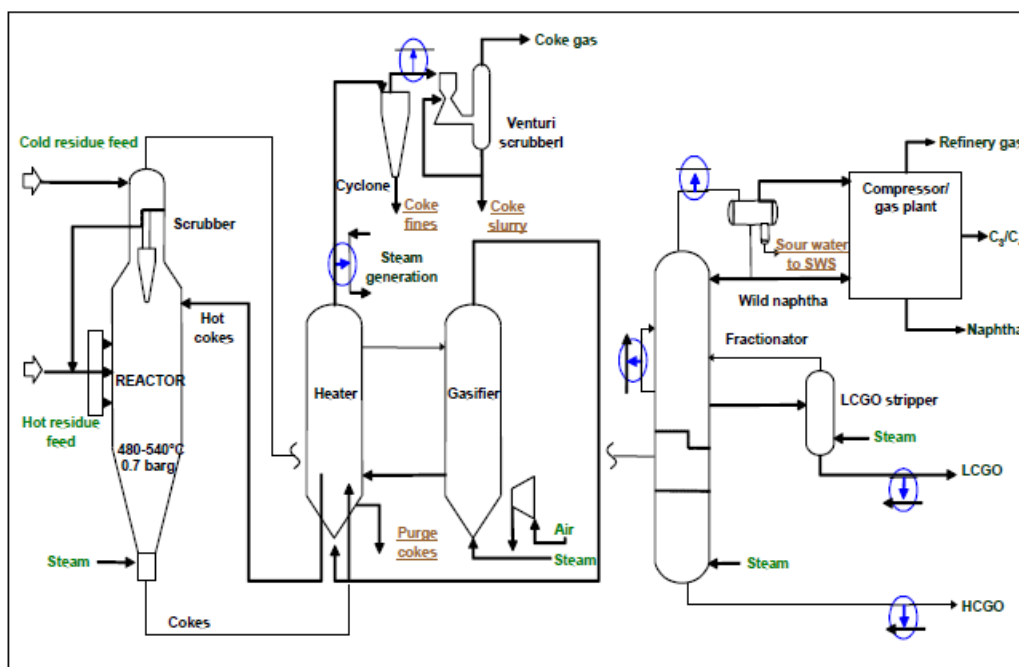 Coke gas
Cold residue feed
Venturi
scrubberl
Refinery gas
Compressor/
gas plant
Cyclone
Coke
fines
Coke
slurry
Scrubber
C3/C
Sour water
to SWS
Steam
generation
Wild naphtha
Hot
cokes
Naphtha
Fractionator
REACTOR
Heater
Gasifier
LCGO stripper
Hot residue
feed
Steam
480-540°C
0.7 barg
LCGO
Air
Purge
cokes
Steam
Steam
Steam
HCGO
Cokes